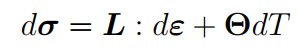 d𝝈 = 𝑳 : d𝜺 + 𝚯dT